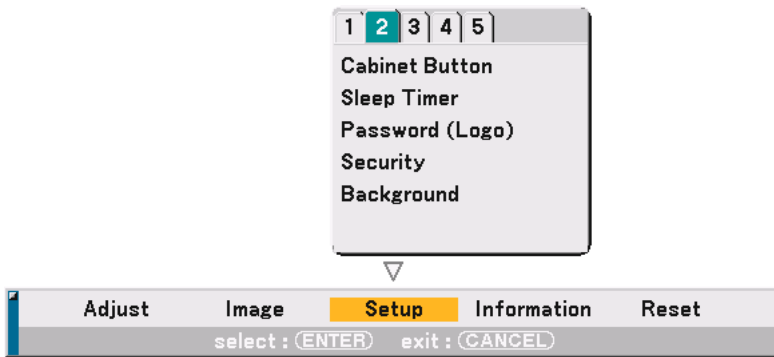 1 2 3 4 5
Cabinet Button
Sleep Timer
Password (Logo)
Security
Background
Adjust Image Setup Information Reset
select : ENTER exit : CANCEL